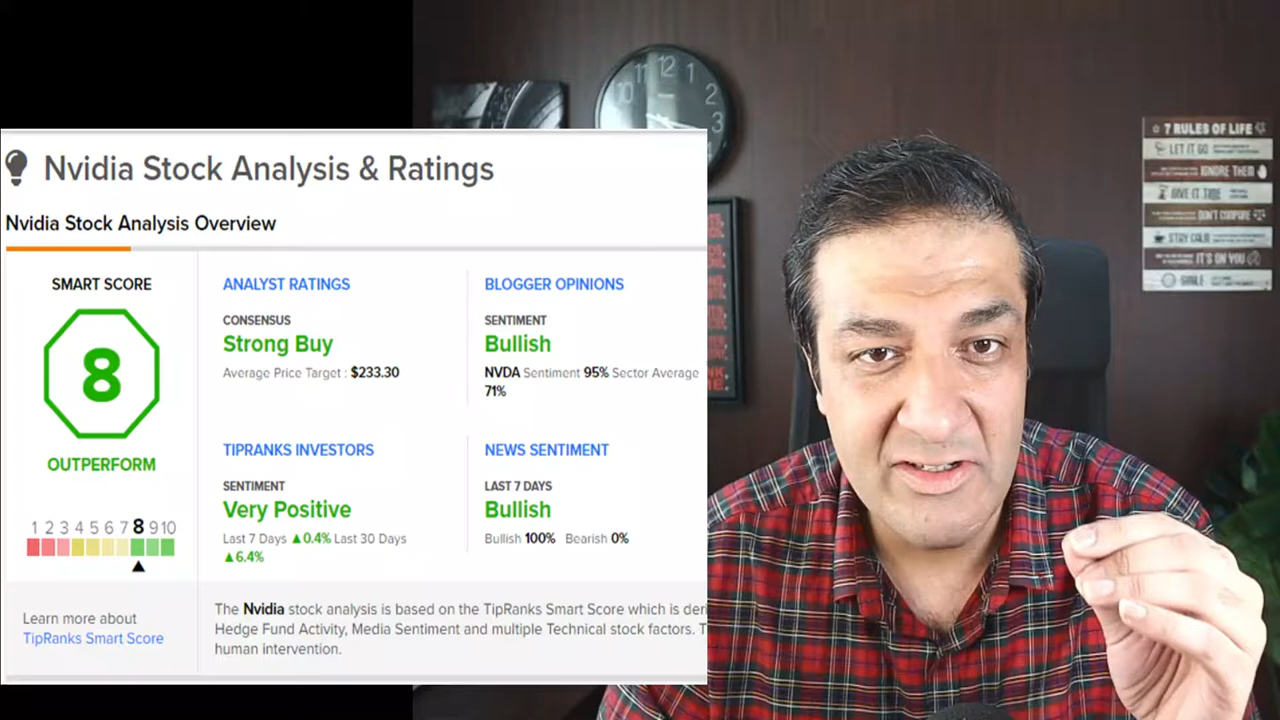 Nvidia Stock Analysis & Ratings
Nvidia Stock Analysis Overview
SMART SCORE
8
OUTPERFORM
1 2 3 4 5 6 7 8 9 10
Learn more about
TipRanks Smart Score
ANALYST RATINGS
CONSENSUS
Strong Buy
Average Price Target : $233.30
BLOGGER OPINIONS
SENTIMENT
Bullish
NVDA Sentiment 95% Sector Average
71%
TIPRANKS INVESTORS
SENTIMENT
Very Positive
Last 7 Days ▲0.4% Last 30 Days
▲6.4%
NEWS SENTIMENT
LAST 7 DAYS
Bullish
Bullish 100% Bearish 0%
The Nvidia stock analysis is based on the TipRanks Smart Score which is deri
Hedge Fund Activity, Media Sentiment and multiple Technical stock factors. T
human intervention.
10 11 12 1 2 3
7 RULES OF LIFE
LET IT GO
IGNORE THEM
GIVE IT TIME
DON'T COMPARE
STAY CALM
IT'S ON YOU
SMILE